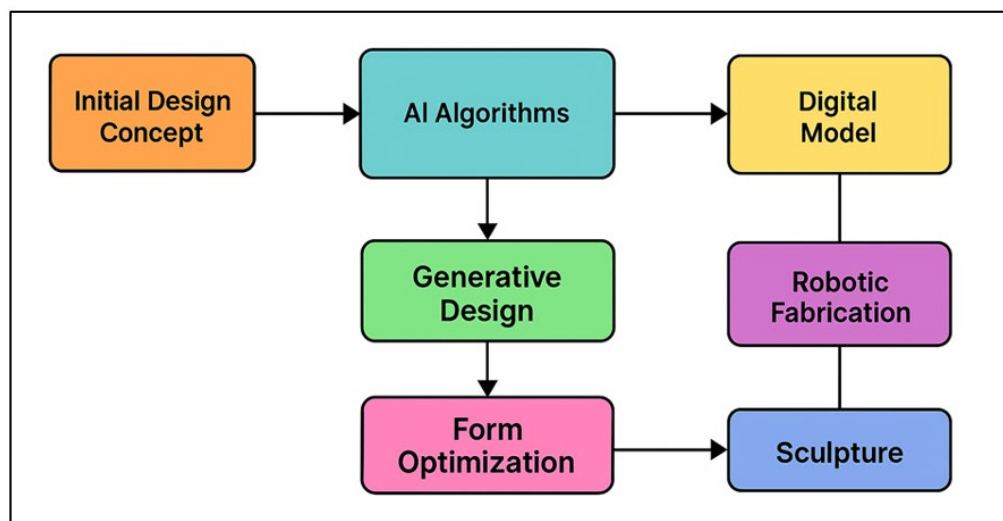 Initial Design
Concept
AI Algorithms
Digital
Model
Generative
Design
Robotic
Fabrication
Form
Optimization
Sculpture